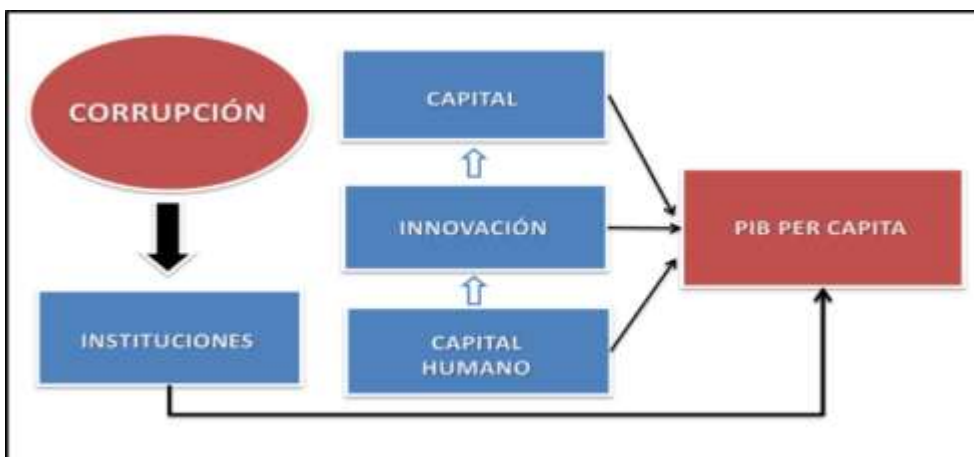 CORRUPCIÓN
INSTITUCIONES
CAPITAL
INNOVACIÓN
CAPITAL
HUMANO
PIB PER CAPITA